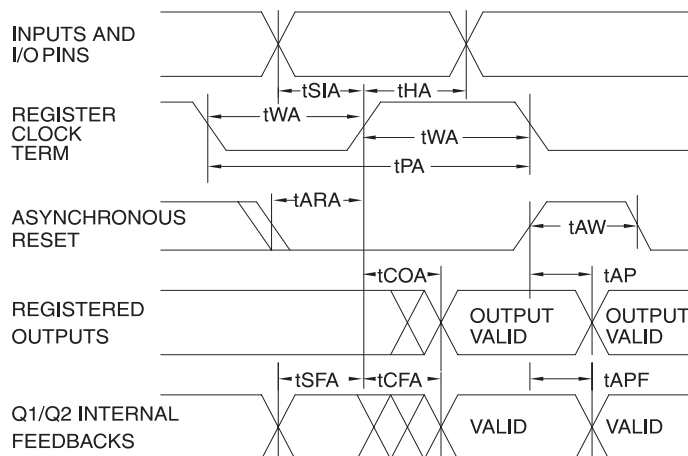 INPUTS AND
I/O PINS
tSIA
tHA
REGISTER
CLOCK
TERM
tWA
tWA
tPA
ASYNCHRONOUS
RESET
tARA
tAW
tCOA
tAP
REGISTERED
OUTPUTS
OUTPUT
VALID
OUTPUT
VALID
tSFA
tCFA
tAPF
Q1/Q2 INTERNAL
FEEDBACKS
VALID
VALID